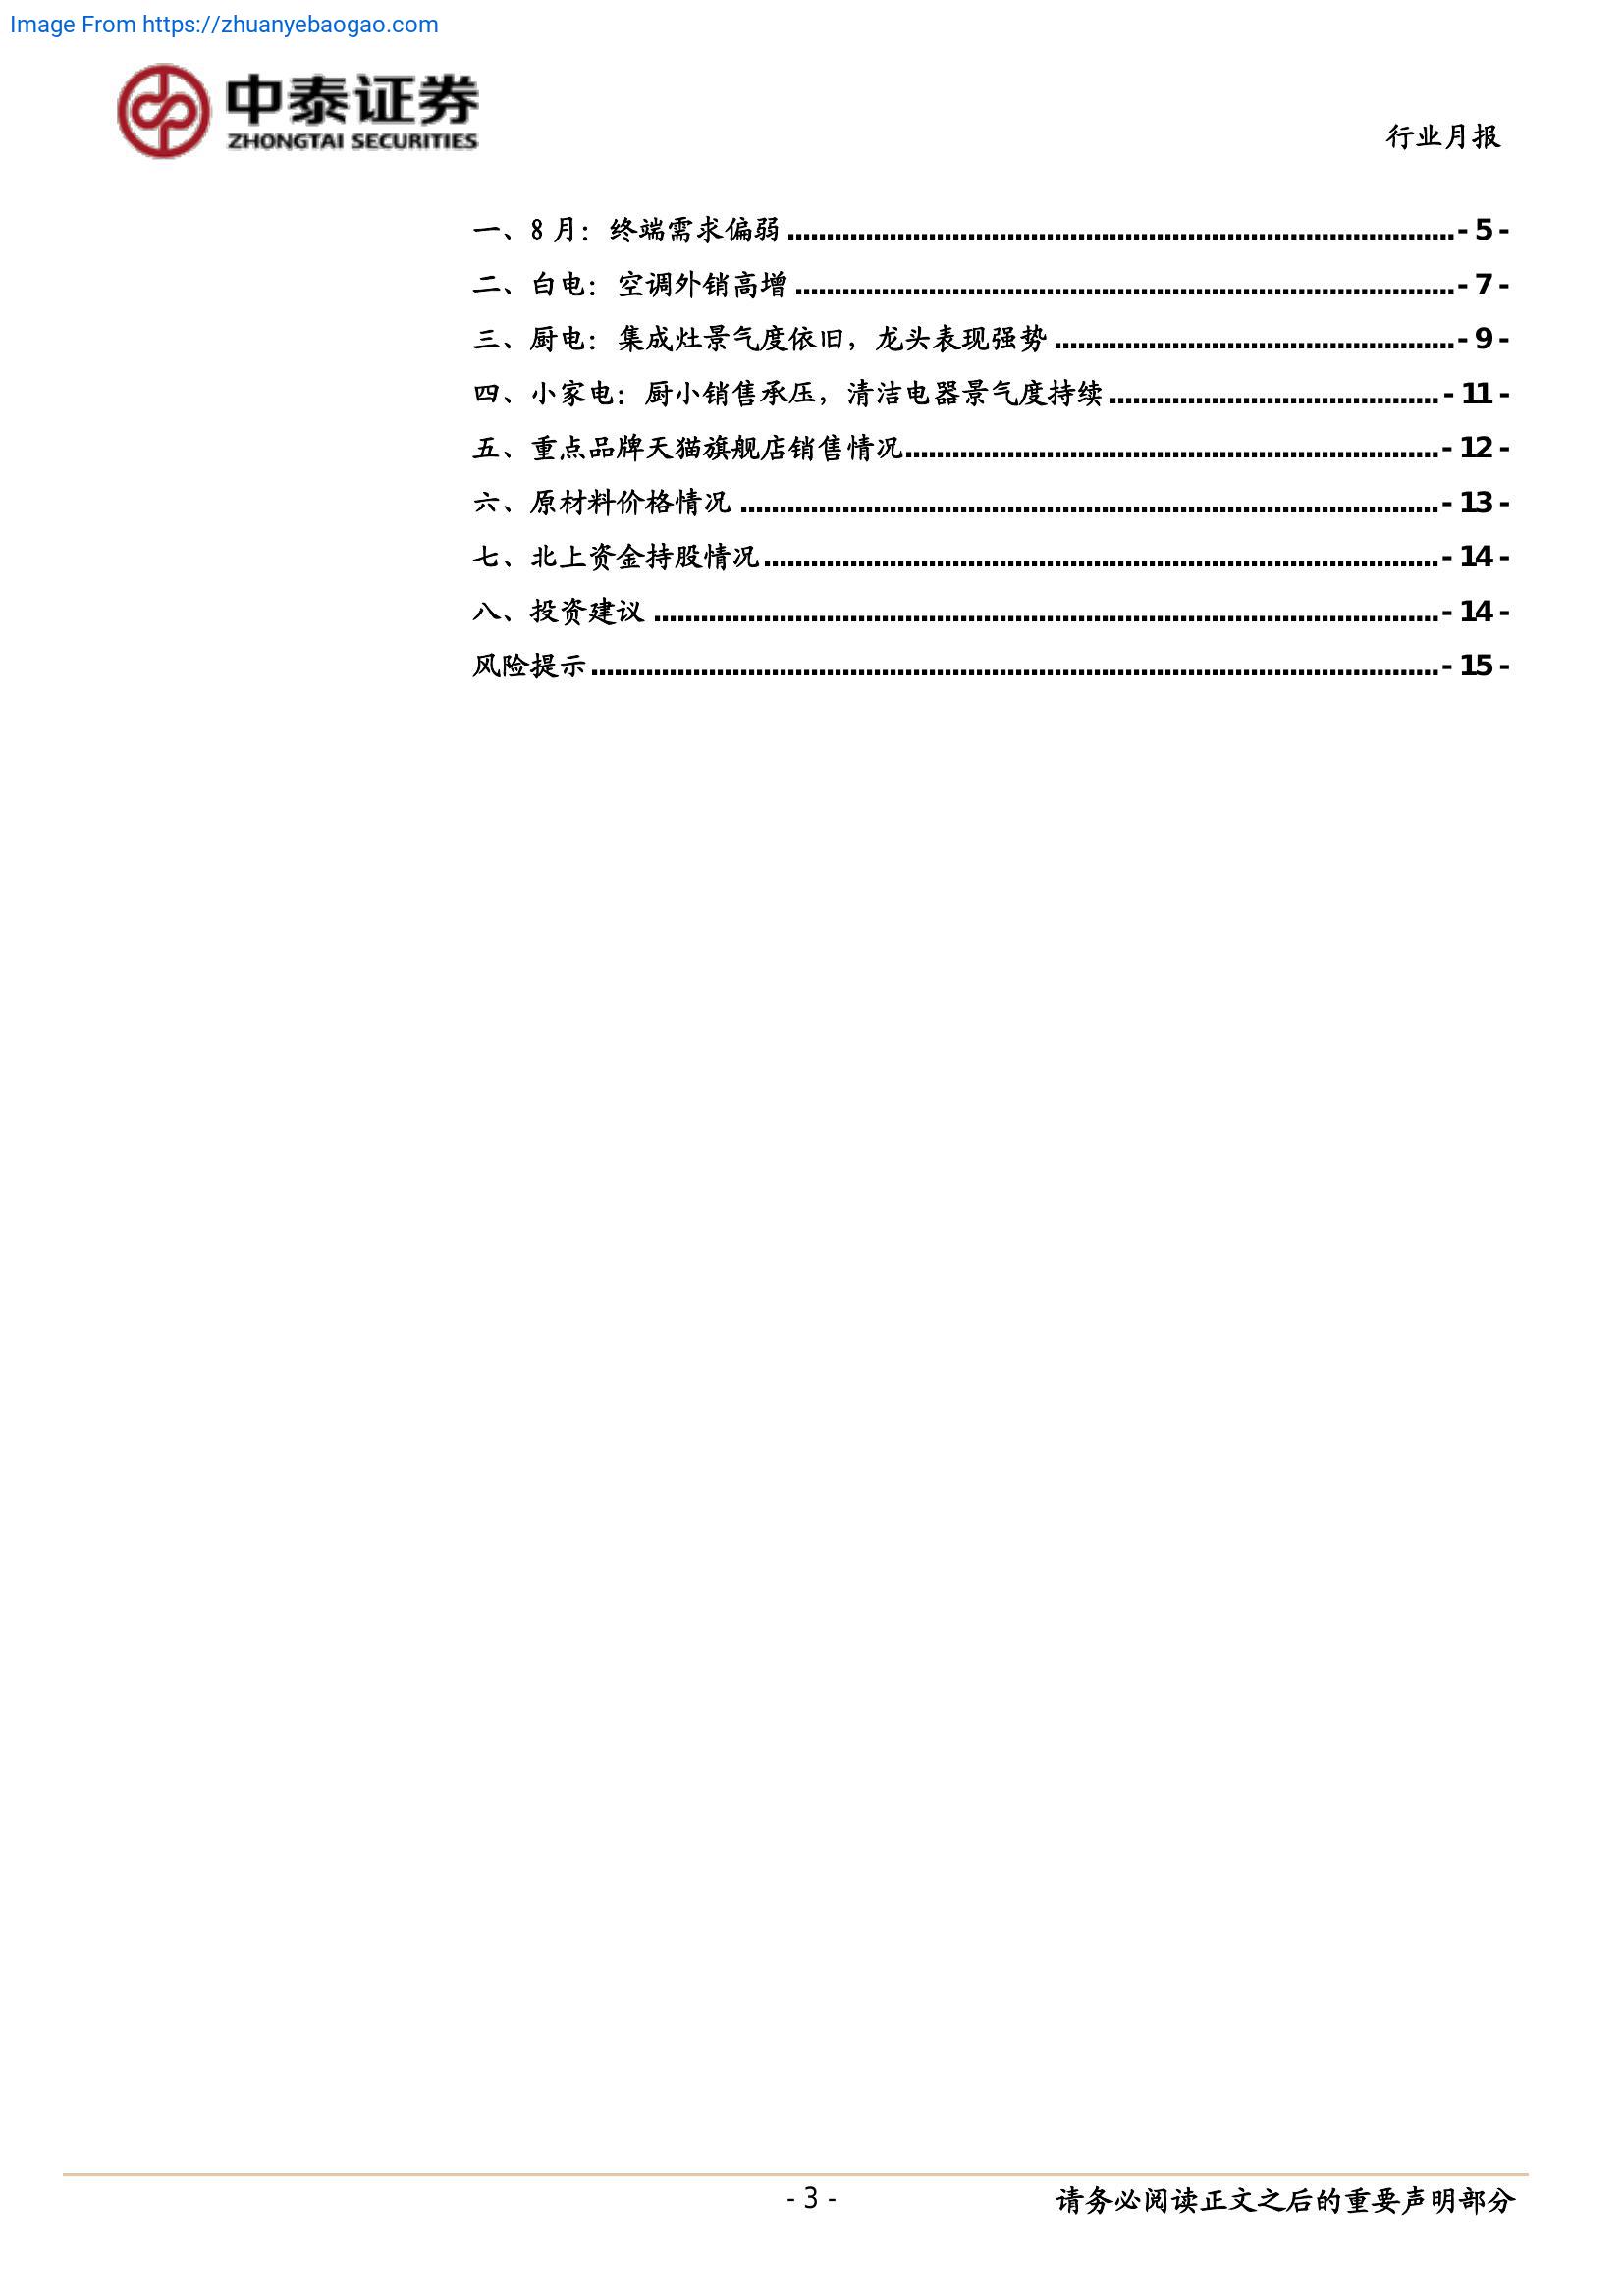 Image From https://zhuanyebaogao.com
中泰证券
ZHONGTAI SECURITIES
行业月报
一、8 月：终端需求偏弱 ........ - 5 -
二、白电：空调外销高增 ........ - 7 -
三、厨电：集成灶景气度依旧，龙头表现强势 ........ - 9 -
四、小家电：厨小销售承压，清洁电器景气度持续 ........ - 11 -
五、重点品牌天猫旗舰店销售情况 ........ - 12 -
六、原材料价格情况 ........ - 13 -
七、北上资金持股情况 ........ - 14 -
八、投资建议 ........ - 14 -
风险提示 ........ - 15 -
- 3 -
请务必阅读正文之后的重要声明部分